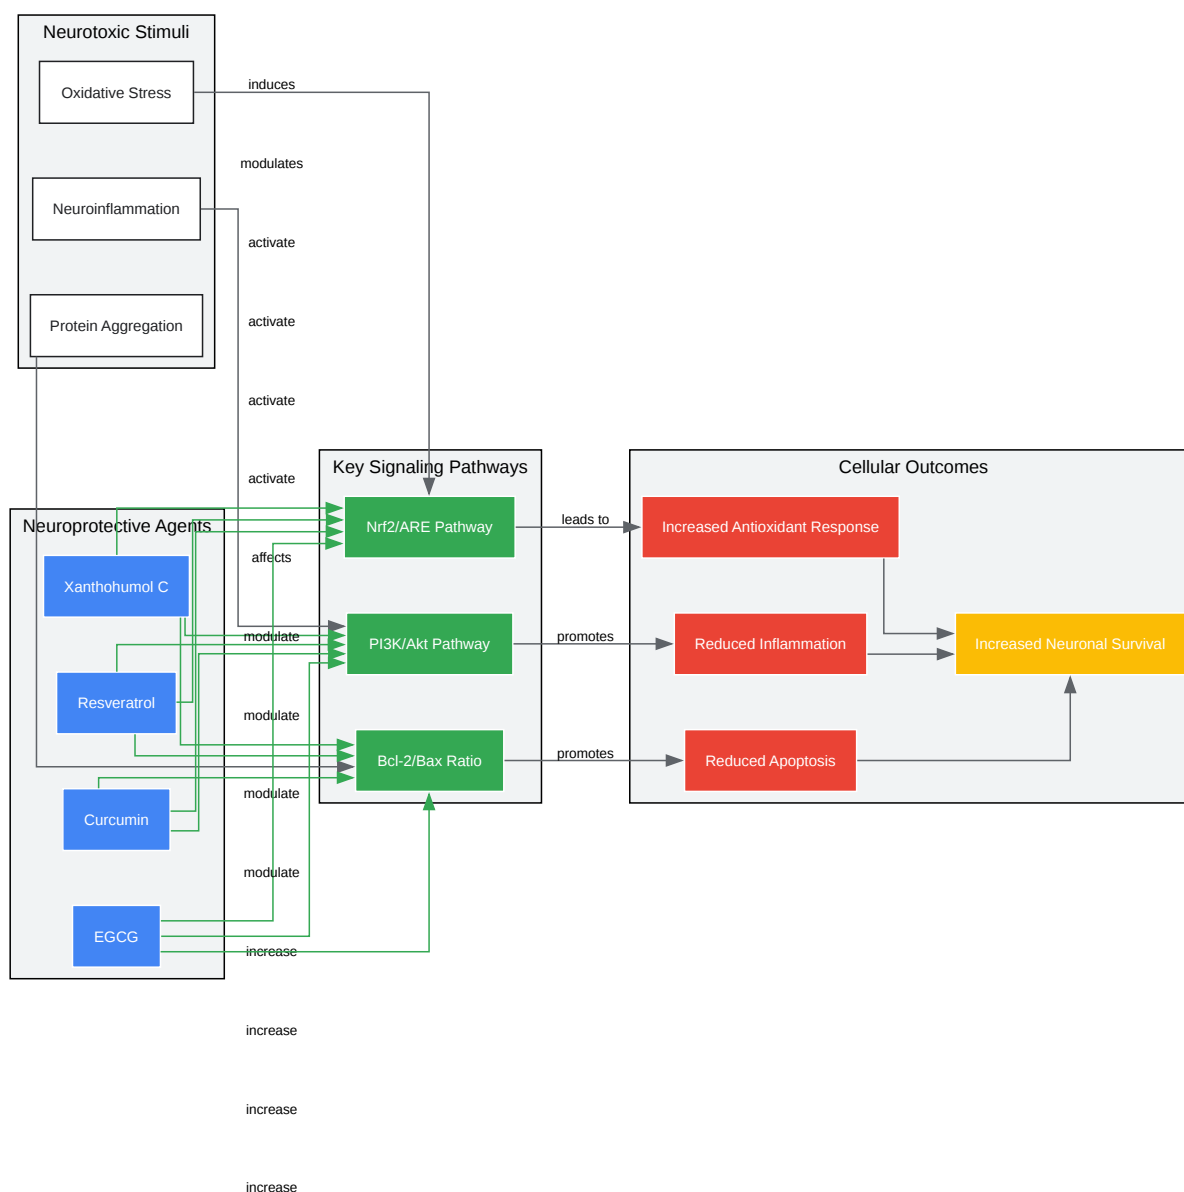 Neurotoxic Stimuli
Oxidative Stress
Neuroinflammation
Protein Aggregation
induces
modulates
activate
activate
activate
activate
affects
modulate
modulate
modulate
modulate
increase
increase
increase
increase
Neuroprotective Agents
Xanthohumol C
Resveratrol
Curcumin
EGCG
Key Signaling Pathways
Nrf2/ARE Pathway
PI3K/Akt Pathway
Bcl-2/Bax Ratio
leads to
promotes
promotes
Cellular Outcomes
Increased Antioxidant Response
Reduced Inflammation
Reduced Apoptosis
Increased Neuronal Survival